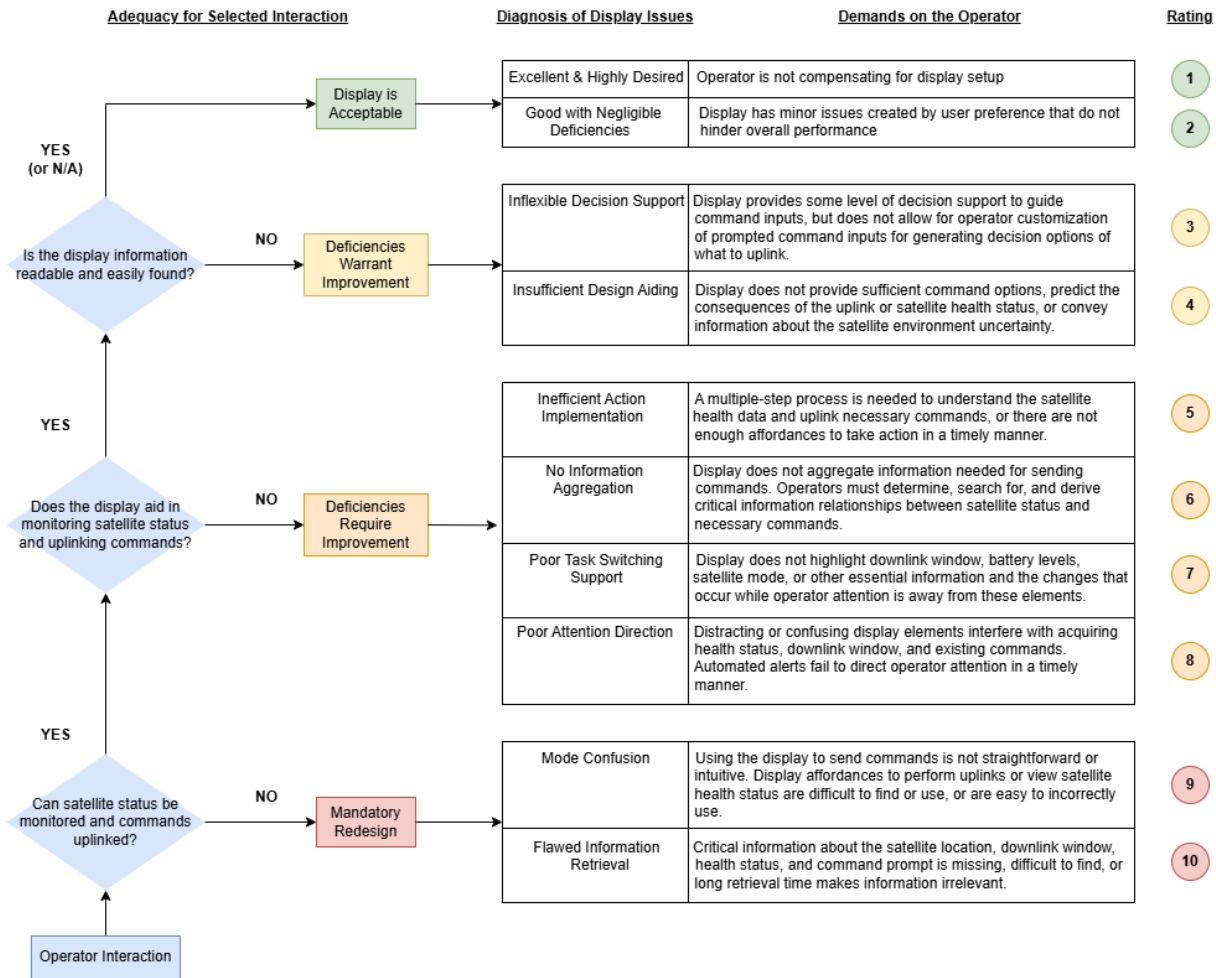 Adequacy for Selected Interaction
Diagnosis of Display Issues
Demands on the Operator
Rating
Display is
Acceptable
Excellent & Highly Desired
Operator is not compensating for display setup
1
Good with Negligible
Deficiencies
Display has minor issues created by user preference that do not
hinder overall performance
2
YES
(or N/A)
Is the display information
readable and easily found?
NO
Deficiencies
Warrant
Improvement
Inflexible Decision Support
Display provides some level of decision support to guide
command inputs, but does not allow for operator customization
of prompted command inputs for generating decision options of
what to uplink.
3
Insufficient Design Aiding
Display does not provide sufficient command options, predict the
consequences of the uplink or satellite health status, or convey
information about the satellite environment uncertainty.
4
YES
Does the display aid in
monitoring satellite status
and uplinking commands?
NO
Deficiencies
Require
Improvement
Inefficient Action
Implementation
A multiple-step process is needed to understand the satellite
health data and uplink necessary commands, or there are not
enough affordances to take action in a timely manner.
5
No Information
Aggregation
Display does not aggregate information needed for sending
commands. Operators must determine, search for, and derive
critical information relationships between satellite status and
necessary commands.
6
Poor Task Switching
Support
Display does not highlight downlink window, battery levels,
satellite mode, or other essential information and the changes that
occur while operator attention is away from these elements.
7
Poor Attention Direction
Distracting or confusing display elements interfere with acquiring
health status, downlink window, and existing commands.
Automated alerts fail to direct operator attention in a timely
manner.
8
YES
Can satellite status be
monitored and commands
uplinked?
NO
Mandatory
Redesign
Mode Confusion
Using the display to send commands is not straightforward or
intuitive. Display affordances to perform uplinks or view satellite
health status are difficult to find or use, or are easy to incorrectly
use.
9
Flawed Information
Retrieval
Critical information about the satellite location, downlink window,
health status, and command prompt is missing, difficult to find, or
long retrieval time makes information irrelevant.
10
Operator Interaction